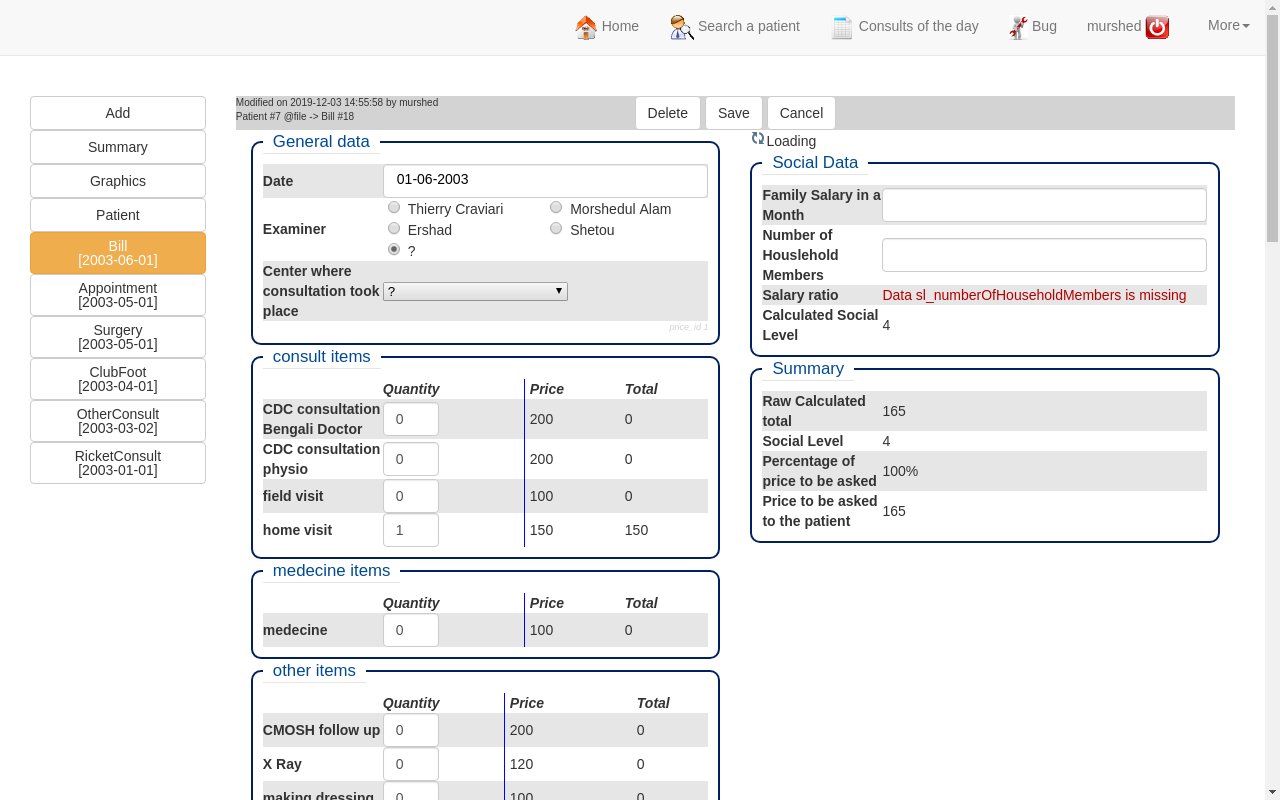 Home
Search a patient
Consults of the day
Bug
murshed
More
Add
Summary
Graphics
Patient
Bill
[2003-06-01]
Appointment
[2003-05-01]
Surgery
[2003-05-01]
ClubFoot
[2003-04-01]
OtherConsult
[2003-03-02]
RicketConsult
[2003-01-01]
Modified on 2019-12-03 14:55:58 by murshed
Patient #7 @file -> Bill #18
Delete
Save
Cancel
General data
Date
01-06-2003
Examiner
Thierry Craviari
Morshedul Alam
Ershad
Shetou
?
Center where
consultation took
place
?
price_id 1
consult items
Quantity Price Total
CDC consultation
Bengali Doctor
0 200 0
CDC consultation
physio
0 200 0
field visit 0 100 0
home visit 1 150 150
medecine items
Quantity Price Total
medecine 0 100 0
other items
Quantity Price Total
CMOSH follow up 0 200 0
X Ray 0 120 0
making dressing 0 100 0
Loading
Social Data
Family Salary in a
Month
Number of
Household
Members
Salary ratio
Data sl_numberOfHouseholdMembers is missing
Calculated Social
Level
4
Summary
Raw Calculated
total
165
Social Level 4
Percentage of
price to be asked
100%
Price to be asked
to the patient
165